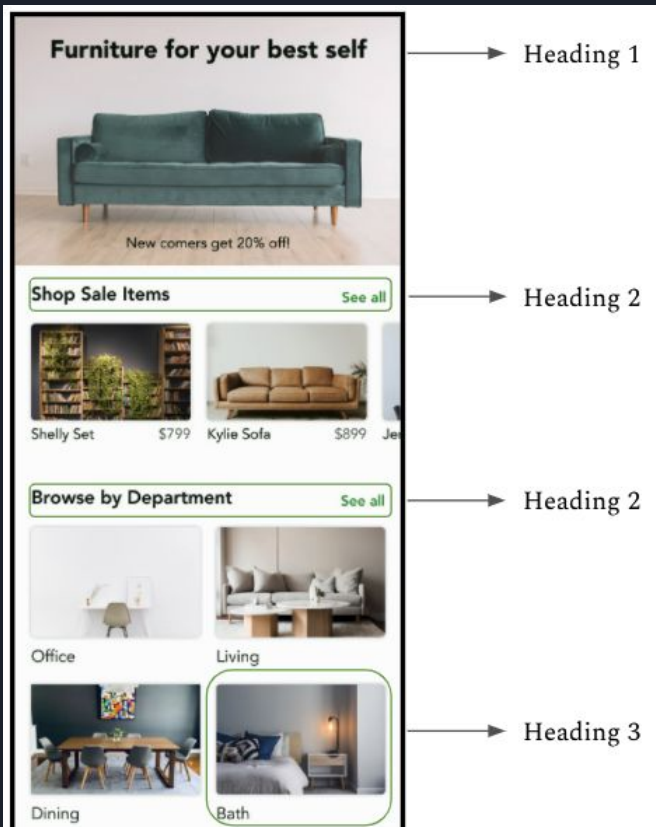 Furniture for your best self
Heading 1
New comers get 20% off!
Shop Sale Items See all
Heading 2
Shelly Set $799 Kylie Sofa $899 Je
Browse by Department See all
Heading 2
Office Living
Heading 3
Dining Bath